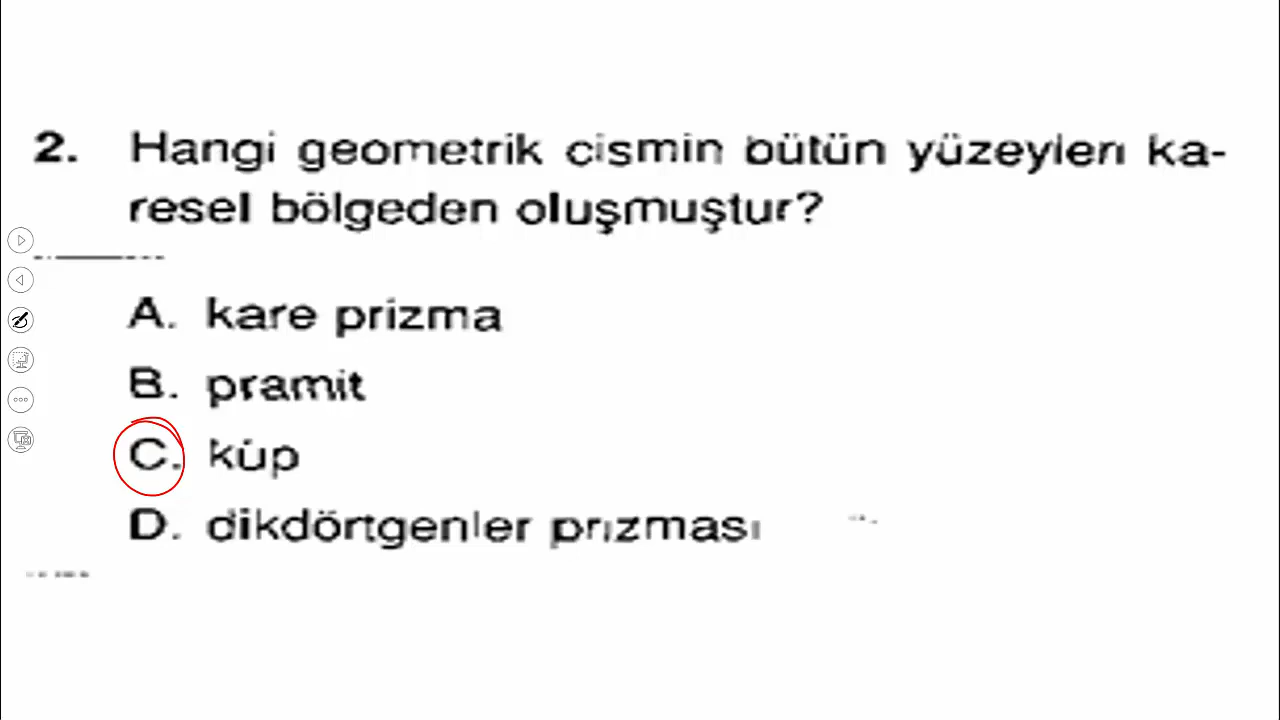 2. Hangi geometrik cismin bütün yüzeyleri ka-
resel bölgeden oluşmuştur?
A. kare prizma
B. pramit
C. küp
D. dikdörtgenler prizması